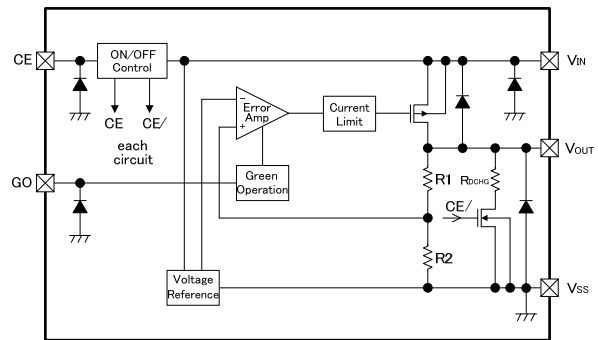 CE
ON/OFF
Control
VIN
CE CE/
each
circuit
−
Error
Amp
+
Current
Limit
VOUT
GO
Green
Operation
R1
RDCHG
CE/
R2
Voltage
Reference
VSS